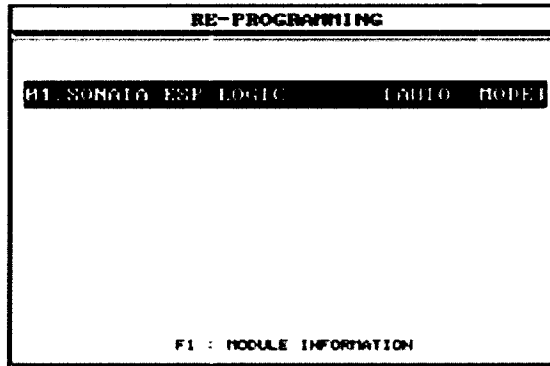 RE-PROGRAMMING
01.SONATA ESP LOGIC [AUTO MODE]
F1 : MODULE INFORMATION